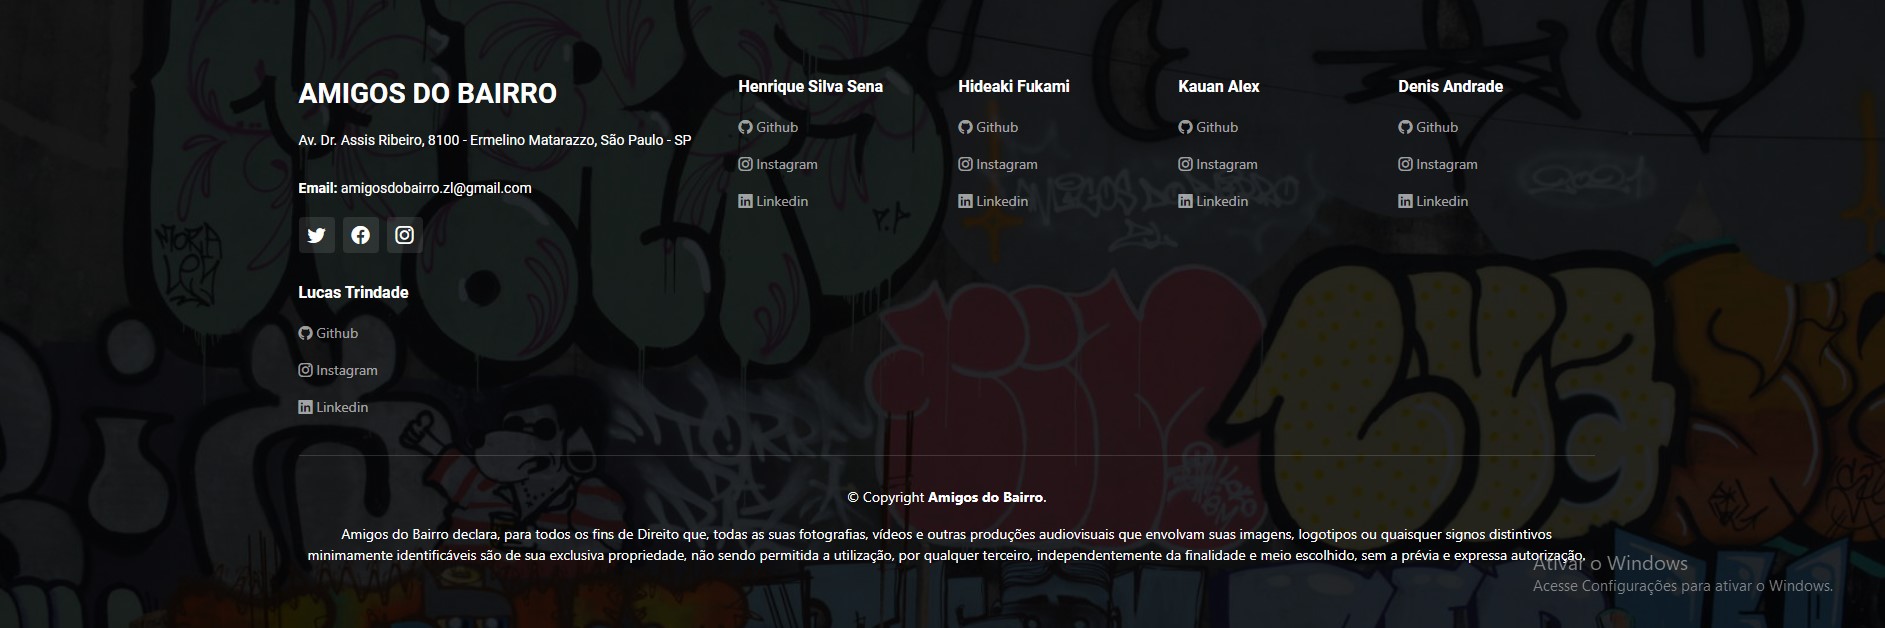 AMIGOS DO BAIRRO
Av. Dr. Assis Ribeiro, 8100 - Ermelino Matarazzo, São Paulo - SP
Email: amigosdobairro.zl@gmail.com
Henrique Silva Sena
Github
Instagram
Linkedin
Hideaki Fukami
Github
Instagram
Linkedin
Kauan Alex
Github
Instagram
Linkedin
Denis Andrade
Github
Instagram
Linkedin
Lucas Trindade
Github
Instagram
Linkedin
© Copyright Amigos do Bairro.
Amigos do Bairro declara, para todos os fins de Direito que, todas as suas fotografias, vídeos e outras produções audiovisuais que envolvam suas imagens, logotipos ou quaisquer signos distintivos
minimamente identificáveis são de sua exclusiva propriedade, não sendo permitida a utilização, por qualquer terceiro, independentemente da finalidade e meio escolhido, sem a prévia e expressa autorização.
Ativar o Windows
Acesse Configurações para ativar o Windows.